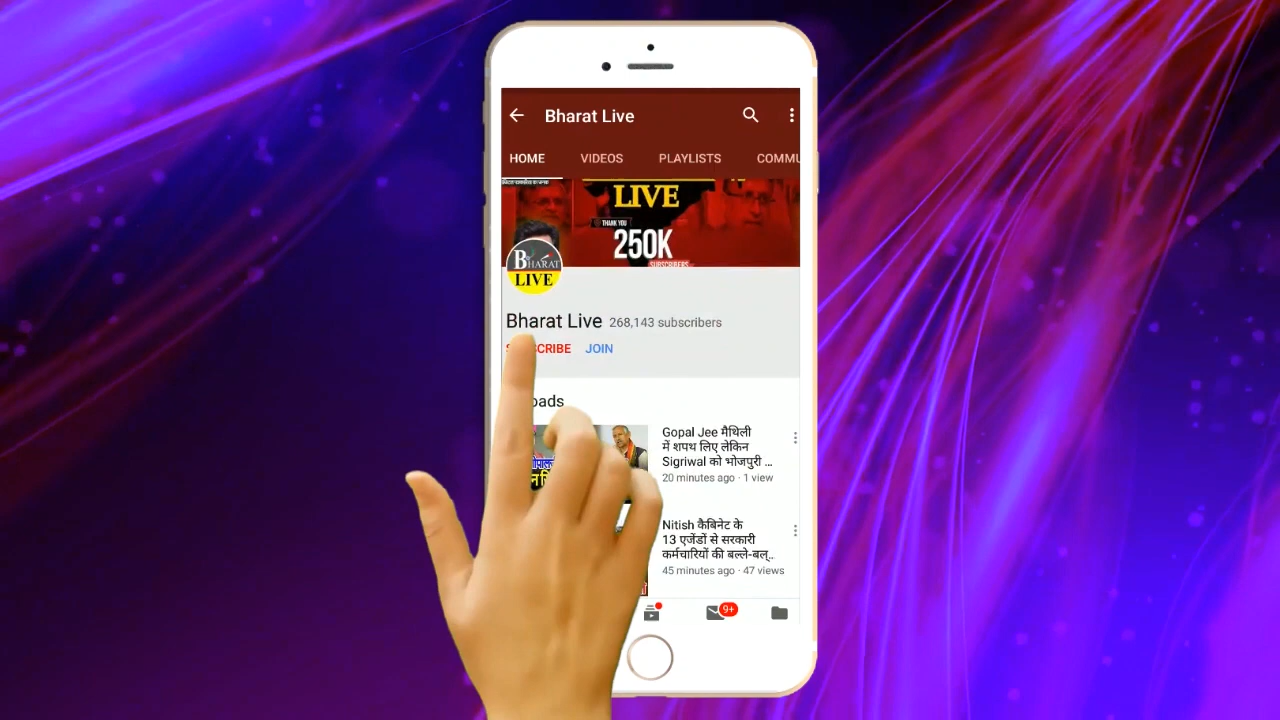 Bharat Live
HOME VIDEOS PLAYLISTS COMMU
LIVE
THANK YOU
250K
SUBSCRIBERS
BHARAT
LIVE
Bharat Live 268,143 subscribers
SUBSCRIBE JOIN
oads
Gopal Jee मैथिली
में शपथ लिए लेकिन
Sigriwal को भोजपुरी ...
20 minutes ago · 1 view
Nitish कैबिनेट के
13 एजेंडों से सरकारी
कर्मचारियों की बल्ले-बल्..
45 minutes ago · 47 views
9+